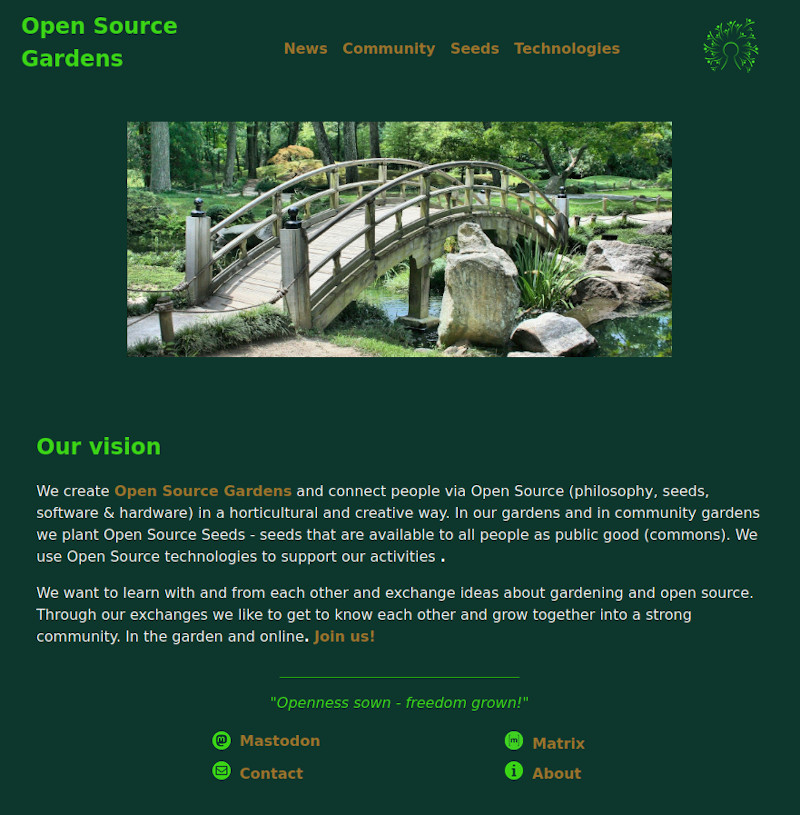 Open Source
Gardens
News Community Seeds Technologies
Our vision
We create Open Source Gardens and connect people via Open Source (philosophy, seeds,
software & hardware) in a horticultural and creative way. In our gardens and in community gardens
we plant Open Source Seeds - seeds that are available to all people as public good (commons). We
use Open Source technologies to support our activities .
We want to learn with and from each other and exchange ideas about gardening and open source.
Through our exchanges we like to get to know each other and grow together into a strong
community. In the garden and online. Join us!
"Openness sown - freedom grown!"
Mastodon
Matrix
Contact
About